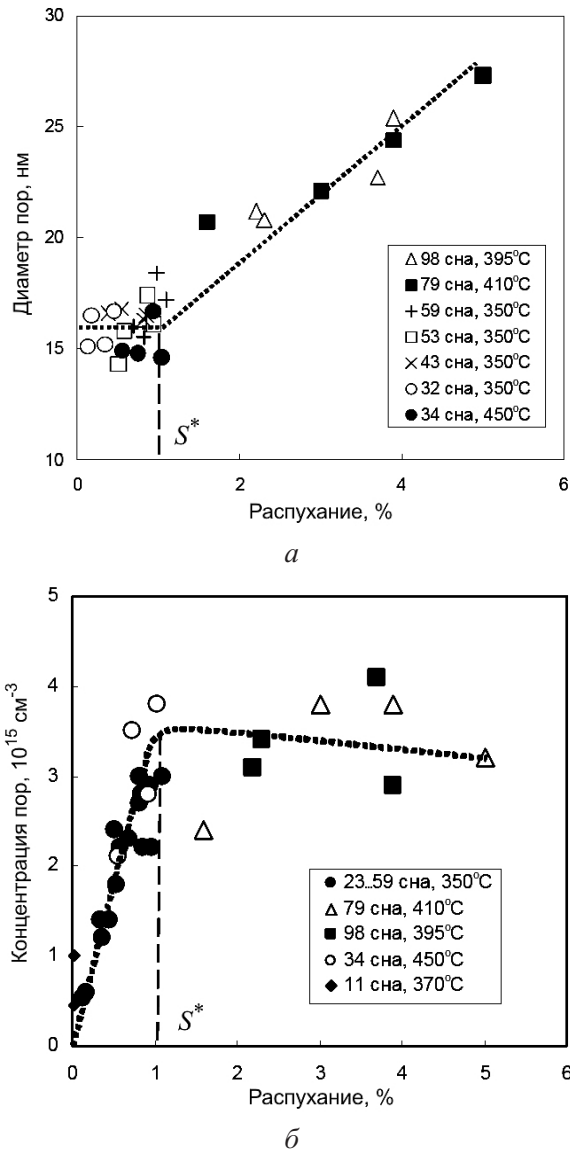 30
25
20
15
10
Диаметр пор, нм
△ 98 сна, 395°C
■ 79 сна, 410°C
+ 59 сна, 350°C
□ 53 сна, 350°C
× 43 сна, 350°C
○ 32 сна, 350°C
● 34 сна, 450°C
S*
0 2 4 6
Распухание, %
а
5
4
3
2
1
0
Концентрация пор, 10¹⁵ см⁻³
● 23..59 сна, 350°C
△ 79 сна, 410°C
■ 98 сна, 395°C
○ 34 сна, 450°C
◆ 11 сна, 370°C
S*
0 1 2 3 4 5 6
Распухание, %
б